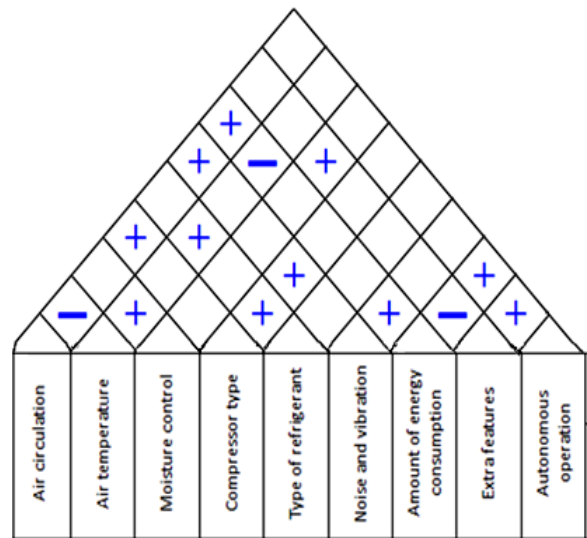 +
+ − +
+ +
+ +
− + + + − +
Air circulation
Air temperature
Moisture control
Compressor type
Type of refrigerant
Noise and vibration
Amount of energy
consumption
Extra features
Autonomous
operation